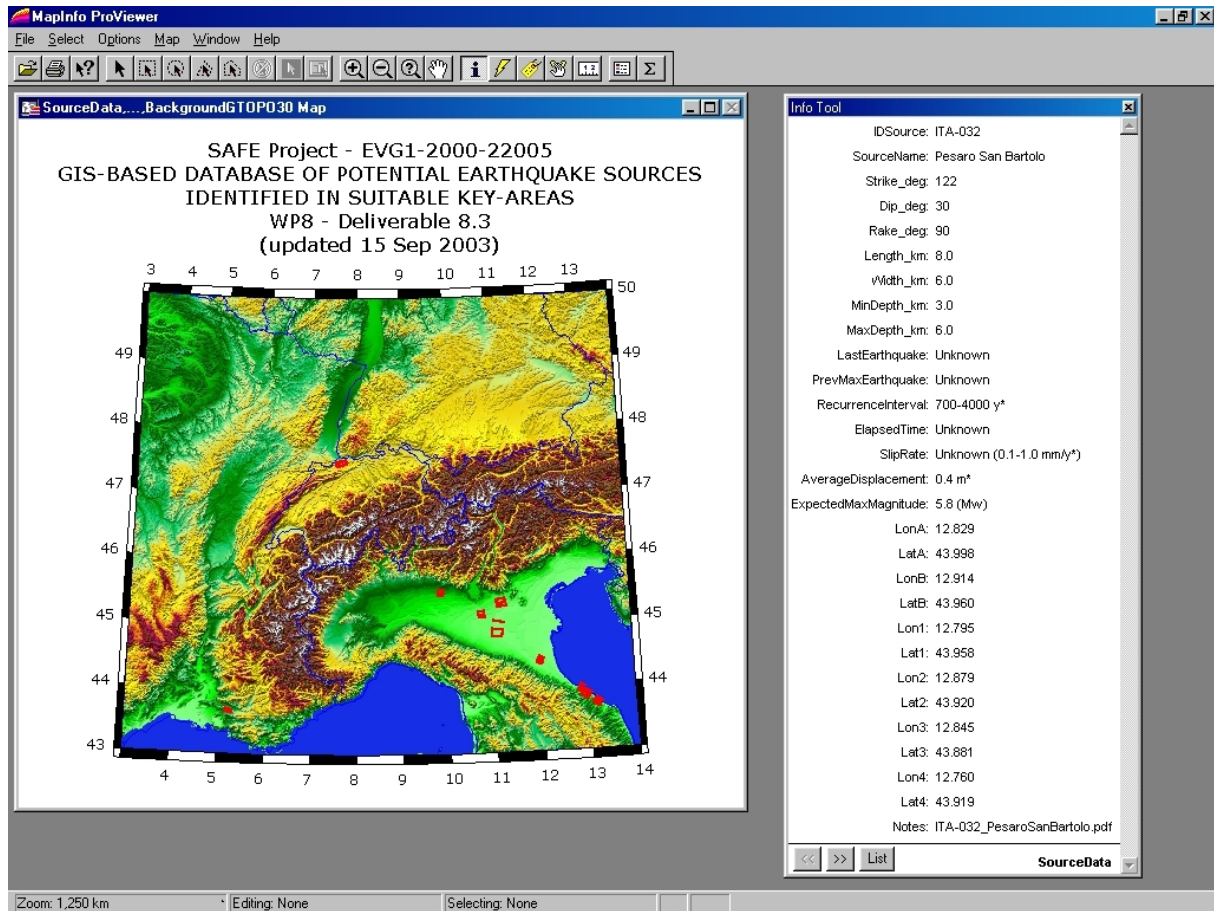 MapInfo ProViewer
File Select Options Map Window Help
SourceData,...,BackgroundGTOPO30 Map
SAFE Project - EVG1-2000-22005
GIS-BASED DATABASE OF POTENTIAL EARTHQUAKE SOURCES
IDENTIFIED IN SUITABLE KEY-AREAS
WP8 - Deliverable 8.3
(updated 15 Sep 2003)
3 4 5 6 7 8 9 10 11 12 13
50
49 49
48 48
47 47
46 46
45 45
44 44
43
4 5 6 7 8 9 10 11 12 13 14
Info Tool
IDSource: ITA-032
SourceName: Pesaro San Bartolo
Strike_deg: 122
Dip_deg: 30
Rake_deg: 90
Length_km: 8.0
Width_km: 6.0
MinDepth_km: 3.0
MaxDepth_km: 6.0
LastEarthquake: Unknown
PrevMaxEarthquake: Unknown
RecurrenceInterval: 700-4000 y*
ElapsedTime: Unknown
SlipRate: Unknown (0.1-1.0 mm/y*)
AverageDisplacement: 0.4 m*
ExpectedMaxMagnitude: 5.8 (Mw)
LonA: 12.829
LatA: 43.998
LonB: 12.914
LatB: 43.960
Lon1: 12.795
Lat1: 43.958
Lon2: 12.879
Lat2: 43.920
Lon3: 12.845
Lat3: 43.881
Lon4: 12.760
Lat4: 43.919
Notes: ITA-032_PesaroSanBartolo.pdf
<< >> List SourceData
Zoom: 1,250 km Editing: None Selecting: None